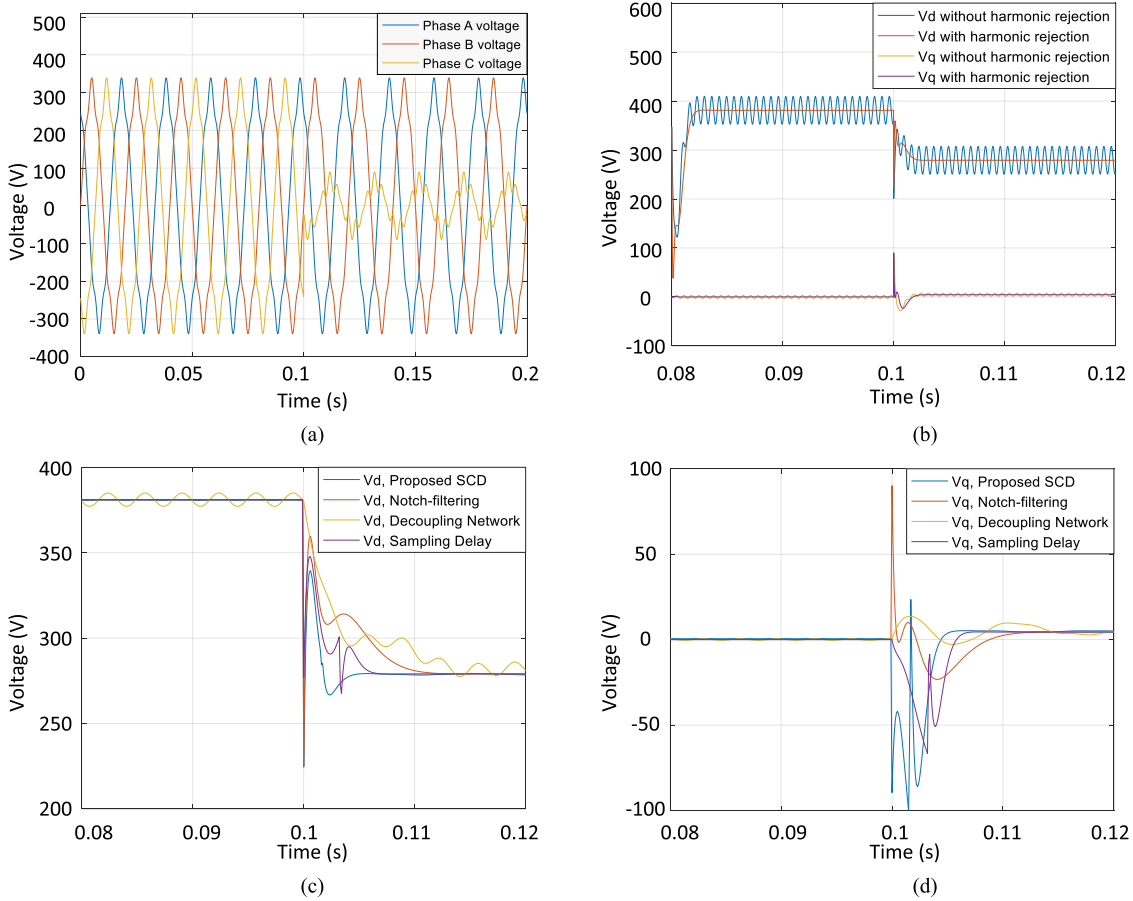 500
400
300
200
100
0
-100
-200
-300
-400
Voltage (V)
Phase A voltage
Phase B voltage
Phase C voltage
0
0.05
0.1
0.15
0.2
Time (s)
(a)
600
500
400
300
200
100
0
-100
Voltage (V)
Vd without harmonic rejection
Vd with harmonic rejection
Vq without harmonic rejection
Vq with harmonic rejection
0.08
0.09
0.1
0.11
0.12
Time (s)
(b)
400
350
300
250
200
Voltage (V)
Vd, Proposed SCD
Vd, Notch-filtering
Vd, Decoupling Network
Vd, Sampling Delay
0.08
0.09
0.1
0.11
0.12
Time (s)
(c)
100
50
0
-50
-100
Voltage (V)
Vq, Proposed SCD
Vq, Notch-filtering
Vq, Decoupling Network
Vq, Sampling Delay
0.08
0.09
0.1
0.11
0.12
Time (s)
(d)